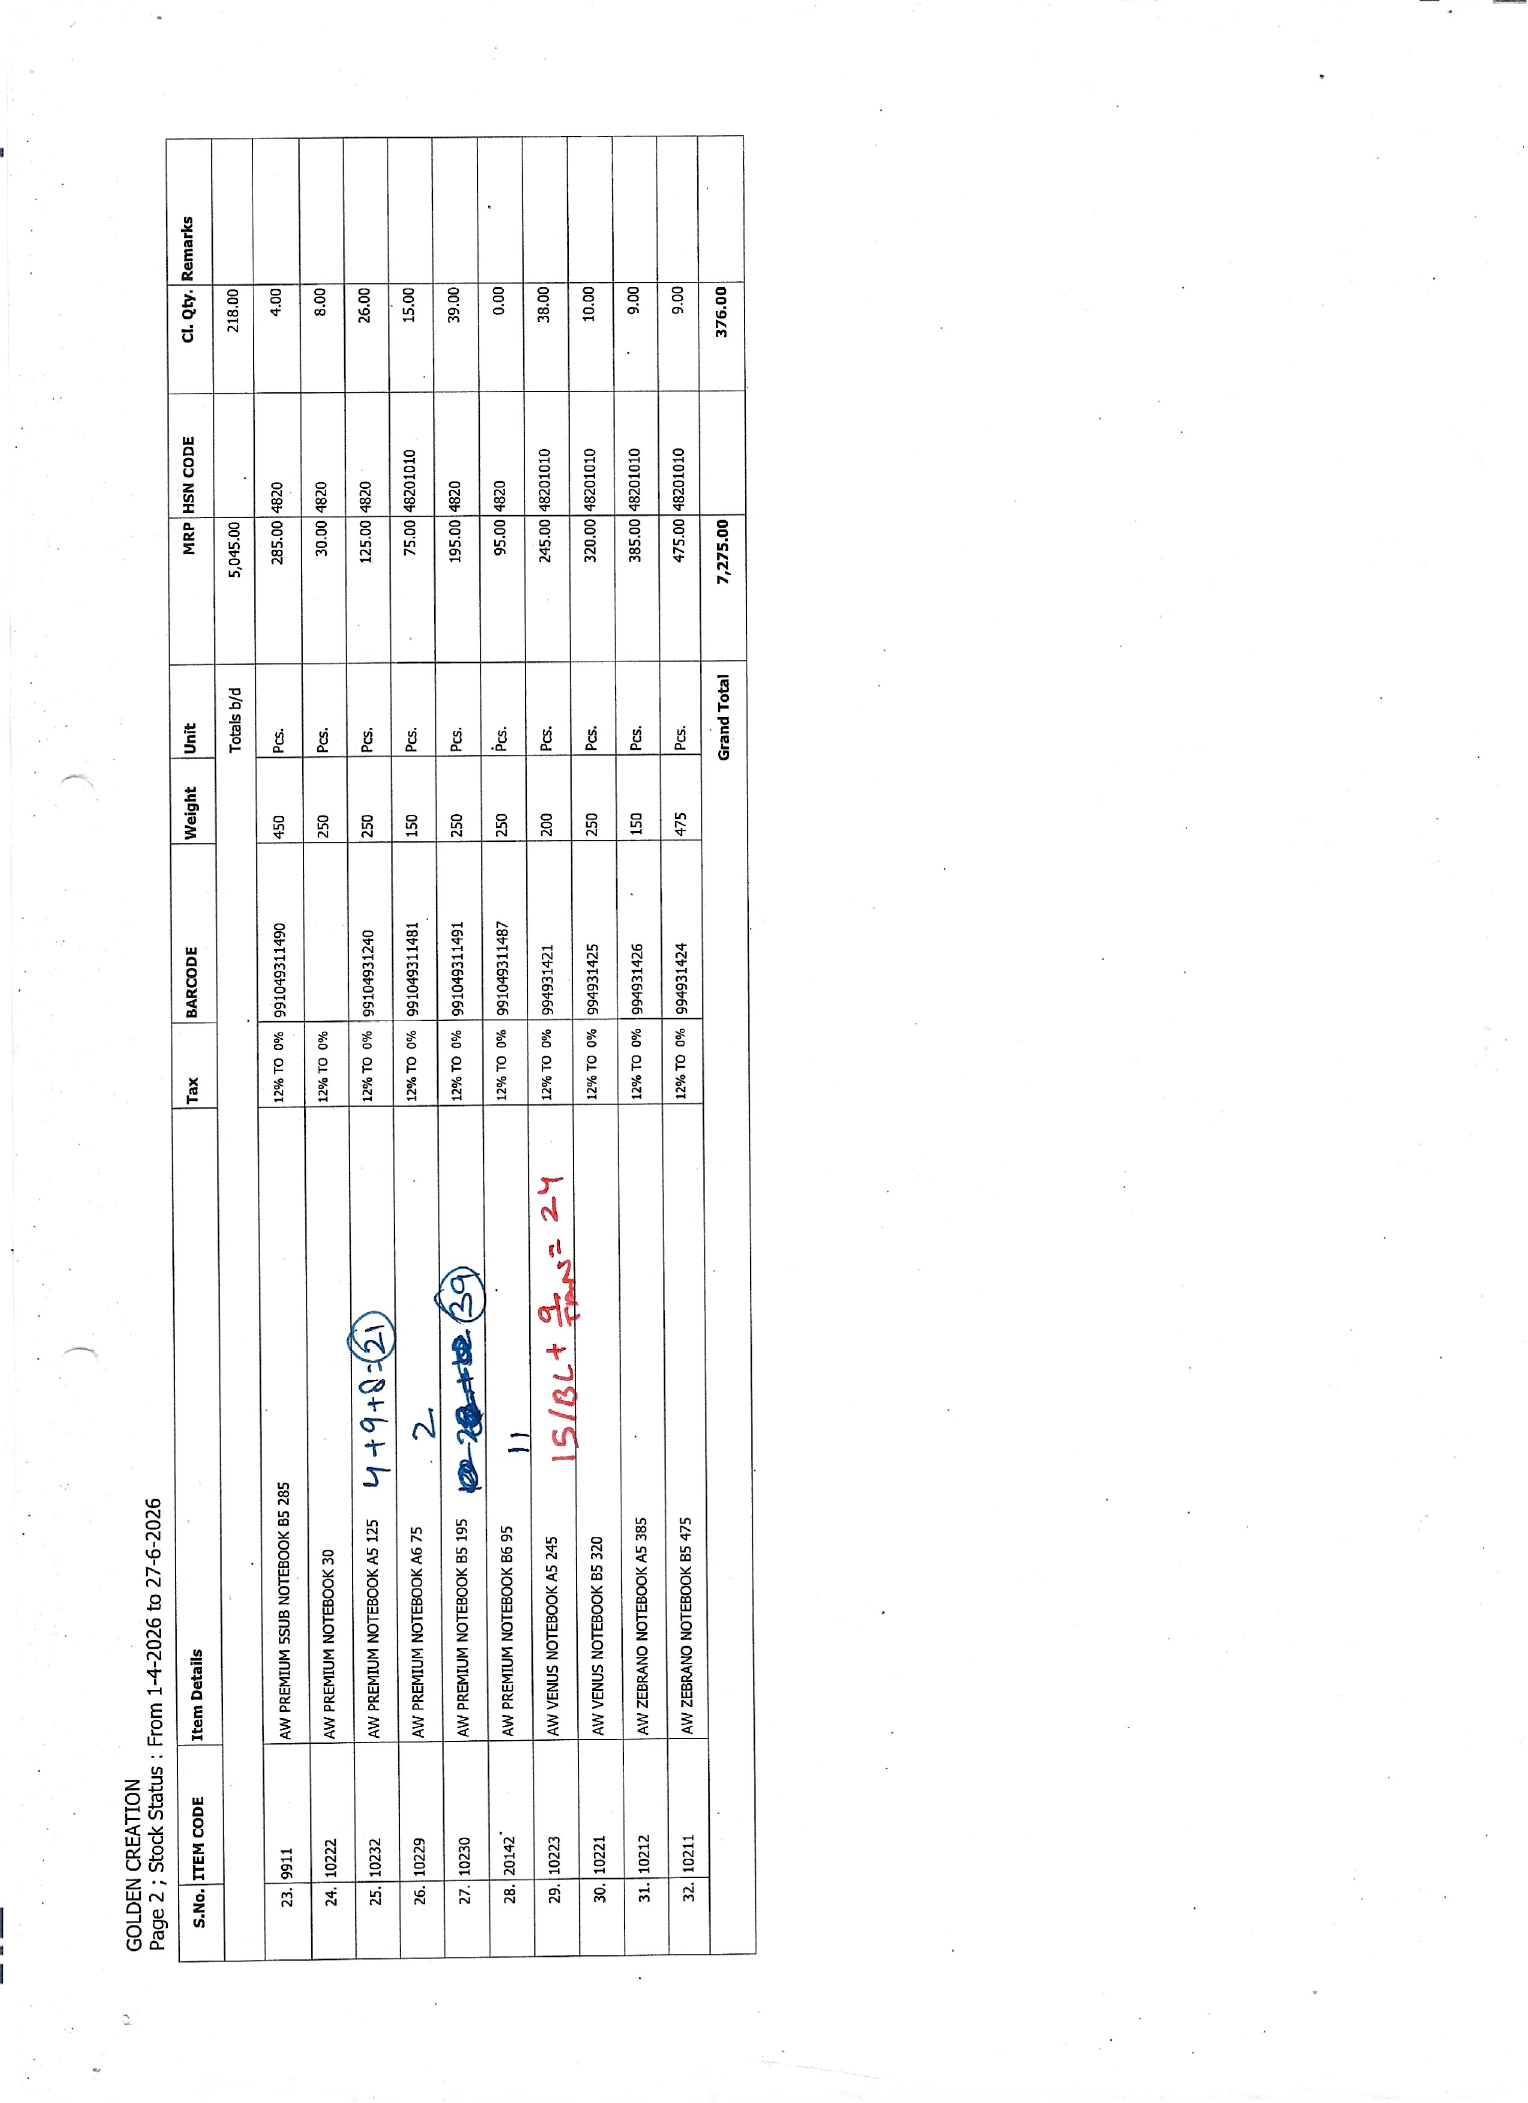 GOLDEN CREATION
Page 2 ; Stock Status : From 1-4-2026 to 27-6-2026
S.No. ITEM CODE Item Details Tax BARCODE Weight Unit MRP HSN CODE Cl. Qty. Remarks
Totals b/d 5,045.00 218.00
23. 9911 AW PREMIUM 5SUB NOTEBOOK B5 285 12% TO 0% 991049311490 450 Pcs. 285.00 4820 4.00
24. 10222 AW PREMIUM NOTEBOOK 30 12% TO 0% 250 Pcs. 30.00 4820 8.00
25. 10232 AW PREMIUM NOTEBOOK A5 125 4+9+8=21 12% TO 0% 99104931240 250 Pcs. 125.00 4820 26.00
26. 10229 AW PREMIUM NOTEBOOK A6 75 2 12% TO 0% 991049311481 150 Pcs. 75.00 48201010 15.00
27. 10230 AW PREMIUM NOTEBOOK B5 195 39 12% TO 0% 991049311491 250 Pcs. 195.00 4820 39.00
28. 20142 AW PREMIUM NOTEBOOK B6 95 11 12% TO 0% 991049311487 250 Pcs. 95.00 4820 0.00
29. 10223 AW VENUS NOTEBOOK A5 245 15/BL + 9/TRANS = 24 12% TO 0% 994931421 200 Pcs. 245.00 48201010 38.00
30. 10221 AW VENUS NOTEBOOK B5 320 12% TO 0% 994931425 250 Pcs. 320.00 48201010 10.00
31. 10212 AW ZEBRANO NOTEBOOK A5 385 12% TO 0% 994931426 150 Pcs. 385.00 48201010 9.00
32. 10211 AW ZEBRANO NOTEBOOK B5 475 12% TO 0% 994931424 475 Pcs. 475.00 48201010 9.00
Grand Total 7,275.00 376.00